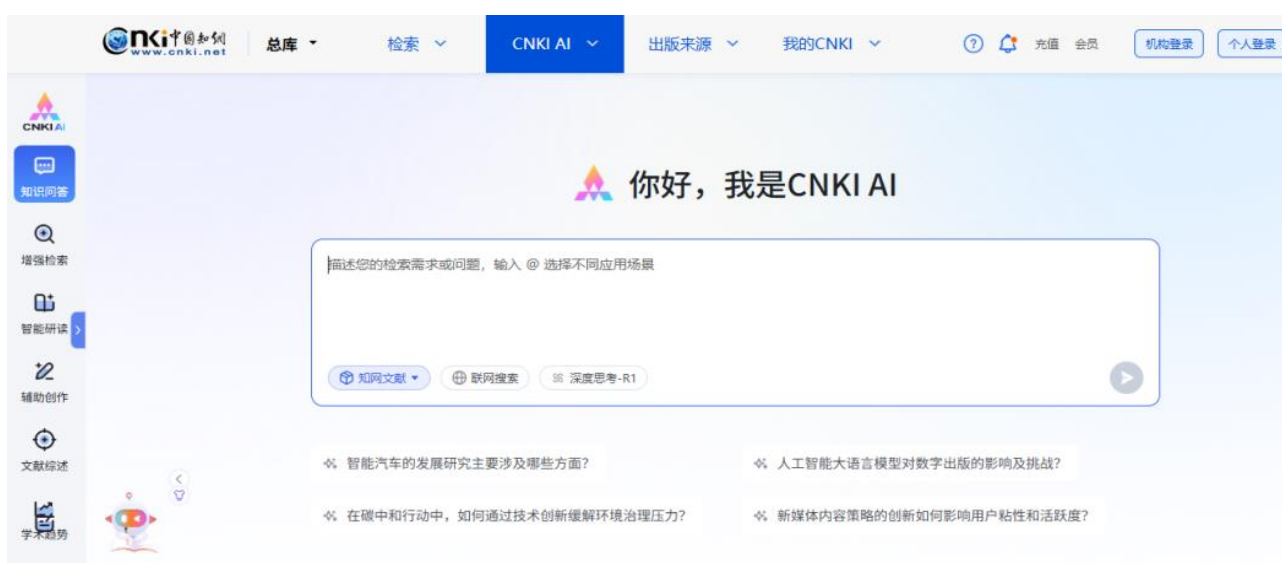 cnki中国知网
www.cnki.net
总库
检索
CNKI AI
出版来源
我的CNKI
充值
会员
机构登录
个人登录
CNKI AI
知识问答
增强检索
智能研读
辅助创作
文献综述
学术趋势
你好，我是CNKI AI
描述您的检索需求或问题，输入 @ 选择不同应用场景
知网文献
联网搜索
深度思考-R1
智能汽车的发展研究主要涉及哪些方面？
人工智能大语言模型对数字出版的影响及挑战？
在碳中和行动中，如何通过技术创新缓解环境治理压力？
新媒体内容策略的创新如何影响用户粘性和活跃度？